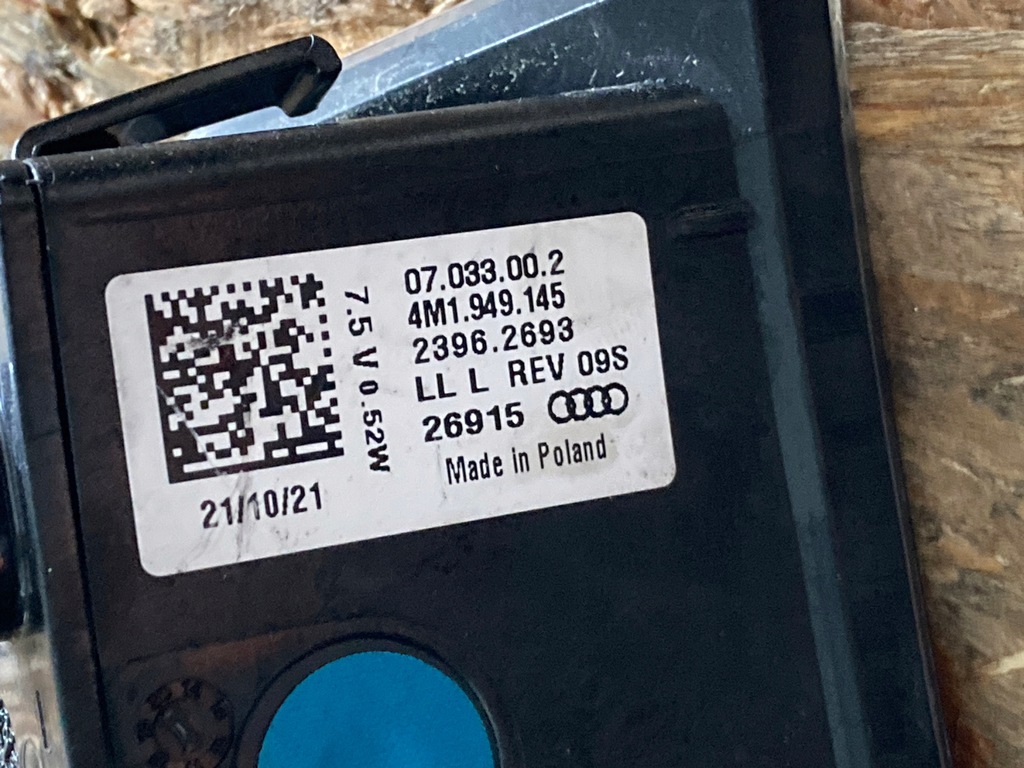 07.033.00.2
4M1.949.145
2396.2693
LL L REV 09S
26915
Made in Poland
7.5 V 0.52W
21/10/21